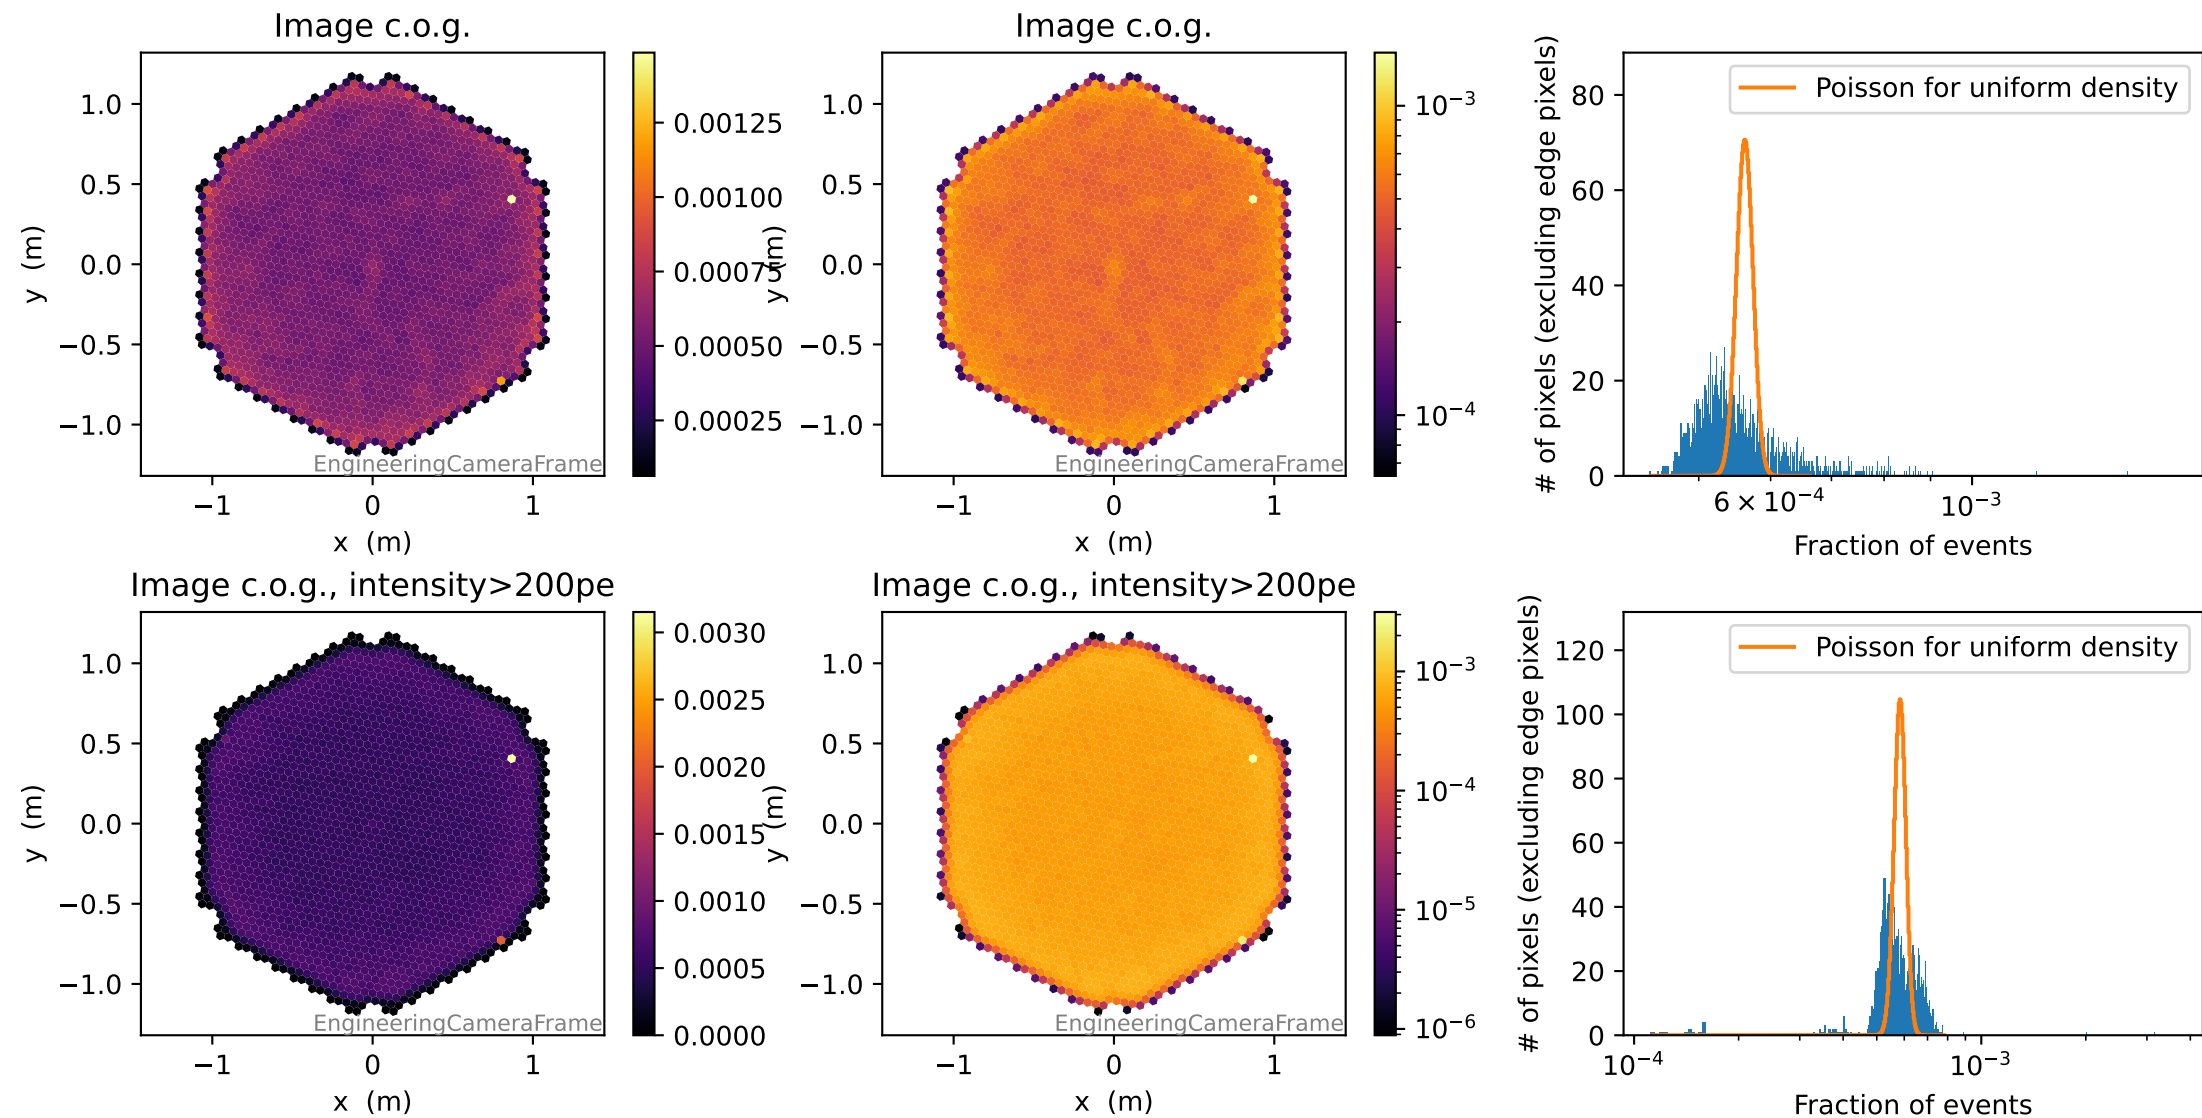 Image c.o.g.
y (m)
1.0
0.5
0.0
−0.5
−1.0
−1
0
1
x (m)
EngineeringCameraFrame
0.00125
0.00100
0.00075
0.00050
0.00025
Image c.o.g.
y (m)
1.0
0.5
0.0
−0.5
−1.0
−1
0
1
x (m)
EngineeringCameraFrame
10⁻³
10⁻⁴
# of pixels (excluding edge pixels)
80
60
40
20
0
Poisson for uniform density
6 × 10⁻⁴
10⁻³
Fraction of events
Image c.o.g., intensity>200pe
y (m)
1.0
0.5
0.0
−0.5
−1.0
−1
0
1
x (m)
EngineeringCameraFrame
0.0030
0.0025
0.0020
0.0015
0.0010
0.0005
0.0000
Image c.o.g., intensity>200pe
y (m)
1.0
0.5
0.0
−0.5
−1.0
−1
0
1
x (m)
EngineeringCameraFrame
10⁻³
10⁻⁴
10⁻⁵
10⁻⁶
# of pixels (excluding edge pixels)
120
100
80
60
40
20
0
Poisson for uniform density
10⁻⁴
10⁻³
Fraction of events